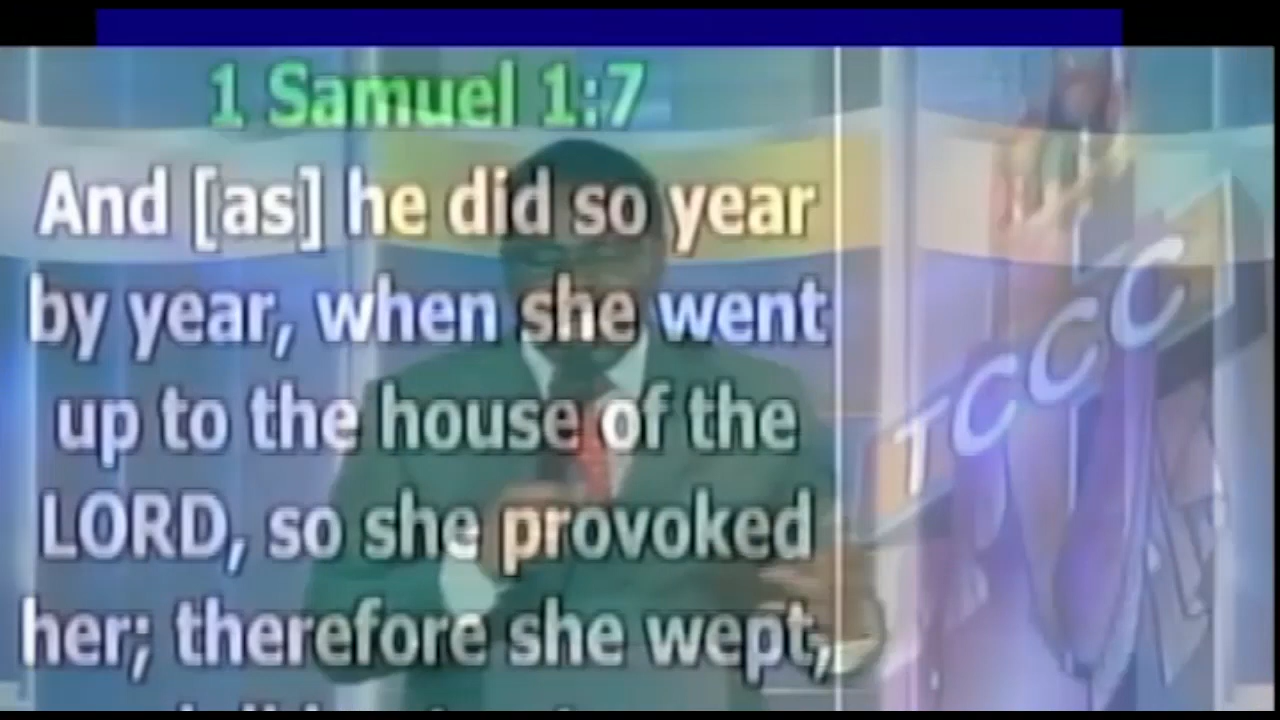 1 Samuel 1:7
And [as] he did so year
by year, when she went
up to the house of the
LORD, so she provoked
her; therefore she wept,
TCCC